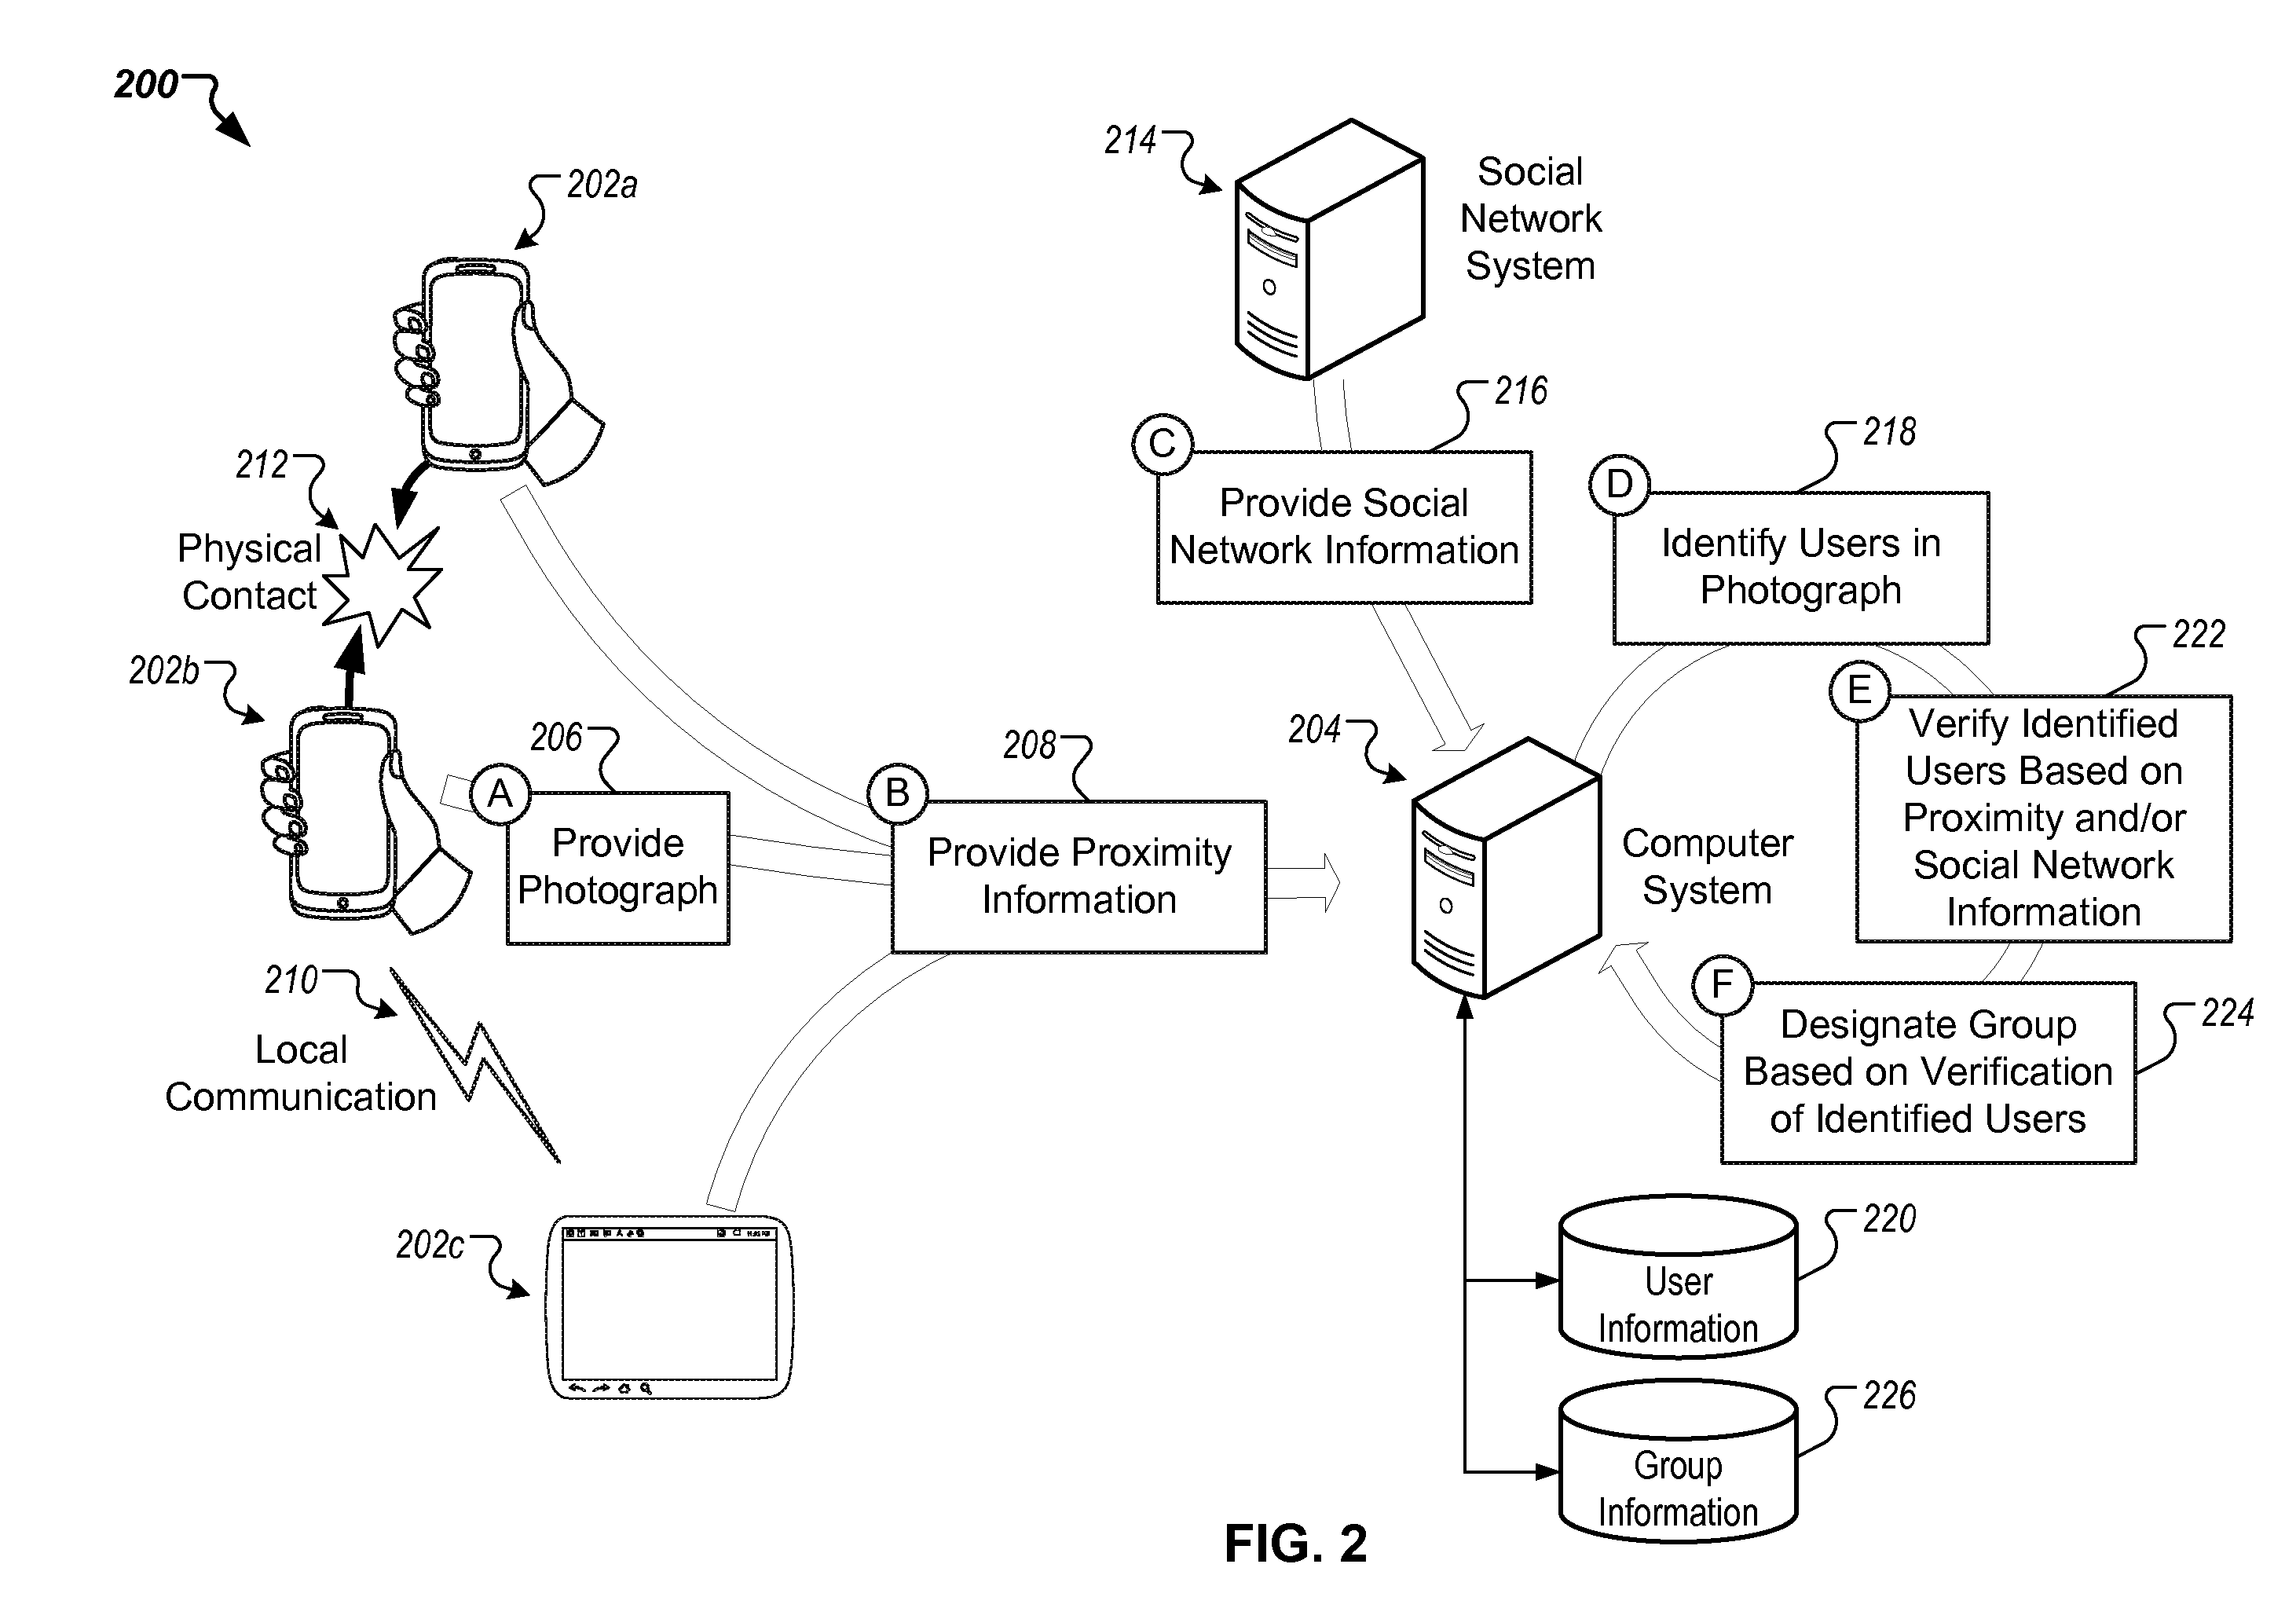 200
202a
212
Physical
Contact
202b
A
206
Provide
Photograph
B
208
Provide Proximity
Information
210
Local
Communication
202c
214
Social
Network
System
C
216
Provide Social
Network Information
D
218
Identify Users in
Photograph
204
Computer
System
E
222
Verify Identified
Users Based on
Proximity and/or
Social Network
Information
F
224
Designate Group
Based on Verification
of Identified Users
220
User
Information
226
Group
Information
FIG. 2